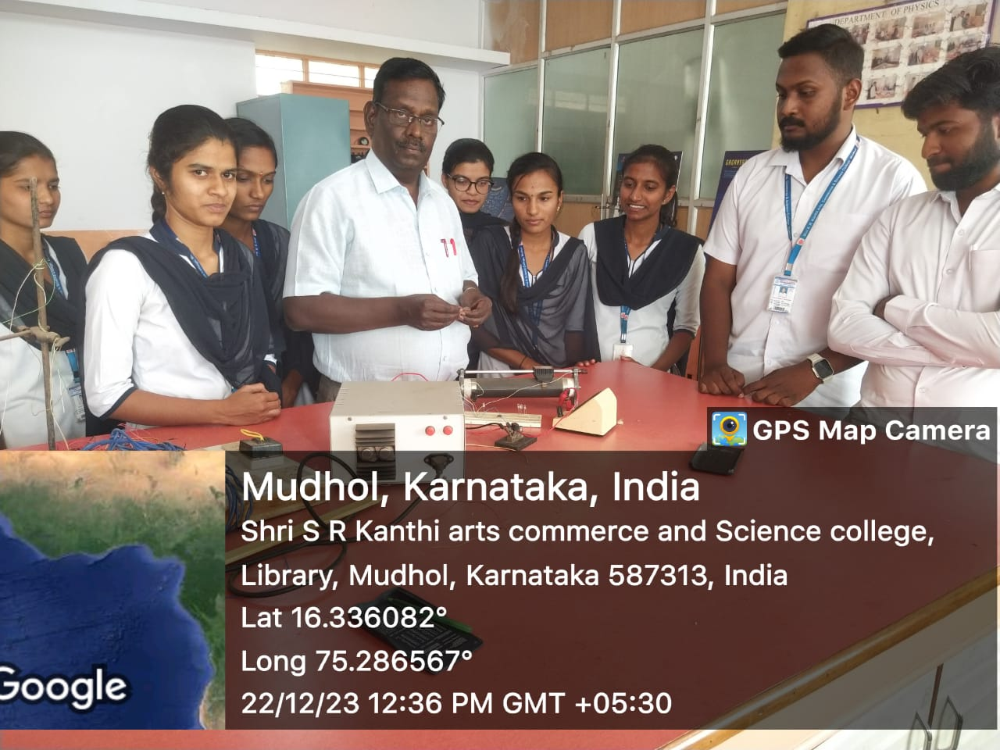 DEPARTMENT OF PHYSICS
GPS Map Camera
Mudhol, Karnataka, India
Shri S R Kanthi arts commerce and Science college,
Library, Mudhol, Karnataka 587313, India
Lat 16.336082°
Long 75.286567°
22/12/23 12:36 PM GMT +05:30
Google